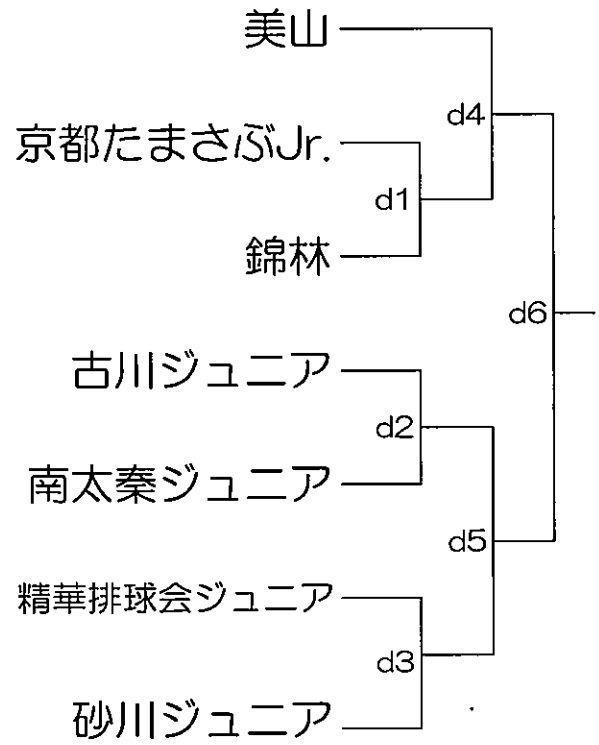 美山
d4
京都たまさぶJr.
d1
錦林
d6
古川ジュニア
d2
南太秦ジュニア
d5
精華排球会ジュニア
d3
砂川ジュニア